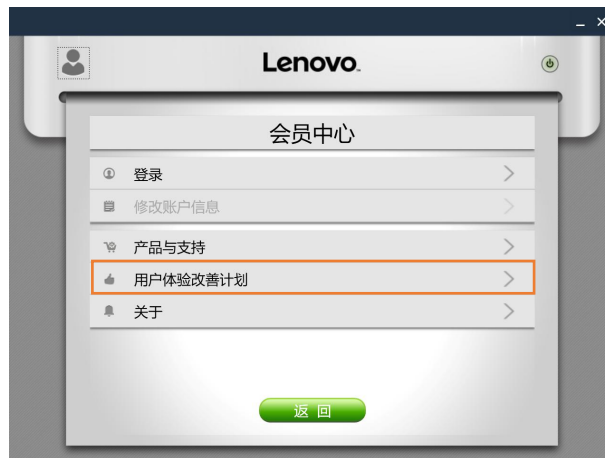 Lenovo
会员中心
登录
修改账户信息
产品与支持
用户体验改善计划
关于
返回